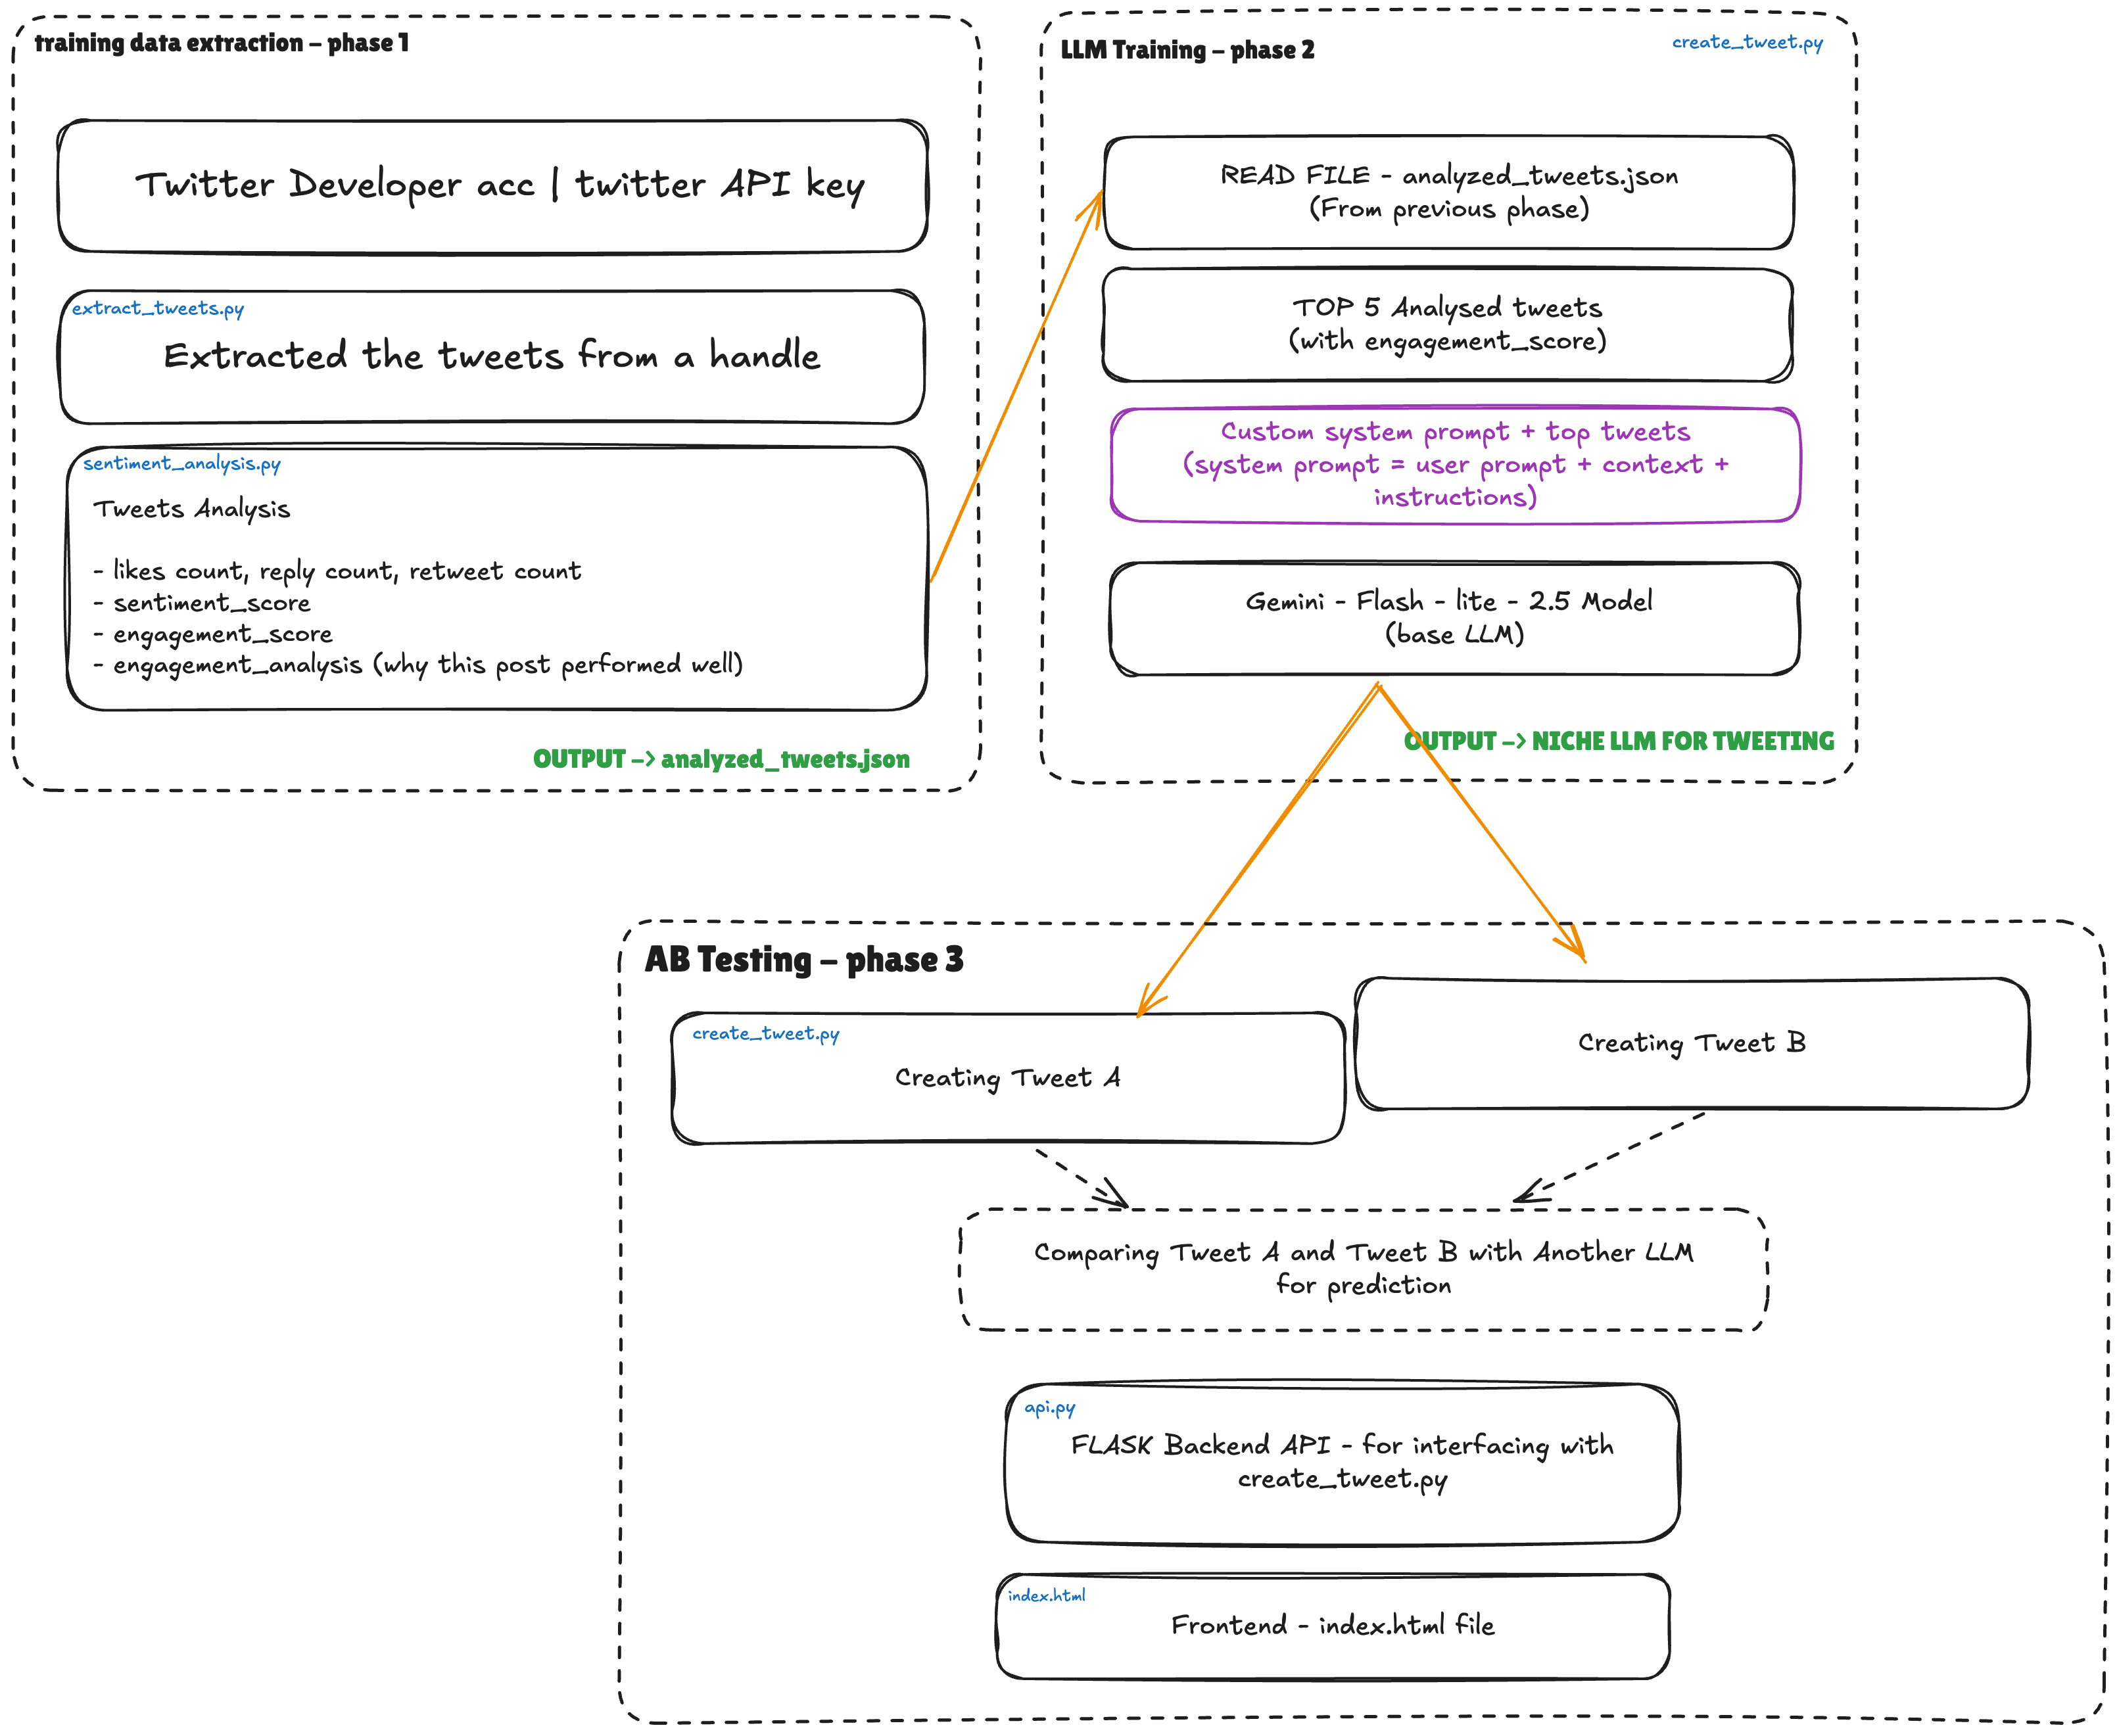 training data extraction - phase 1
Twitter Developer acc | twitter API key
extract_tweets.py
Extracted the tweets from a handle
sentiment_analysis.py
Tweets Analysis
- likes count, reply count, retweet count
- sentiment_score
- engagement_score
- engagement_analysis (why this post performed well)
OUTPUT -> analyzed_tweets.json
LLM Training - phase 2
create_tweet.py
READ FILE - analyzed_tweets.json
(From previous phase)
TOP 5 Analysed tweets
(with engagement_score)
Custom system prompt + top tweets
(system prompt = user prompt + context +
instructions)
Gemini - Flash - lite - 2.5 Model
(base LLM)
OUTPUT -> NICHE LLM FOR TWEETING
AB Testing - phase 3
create_tweet.py
Creating Tweet A
Creating Tweet B
Comparing Tweet A and Tweet B with Another LLM
for prediction
api.py
FLASK Backend API - for interfacing with
create_tweet.py
index.html
Frontend - index.html file